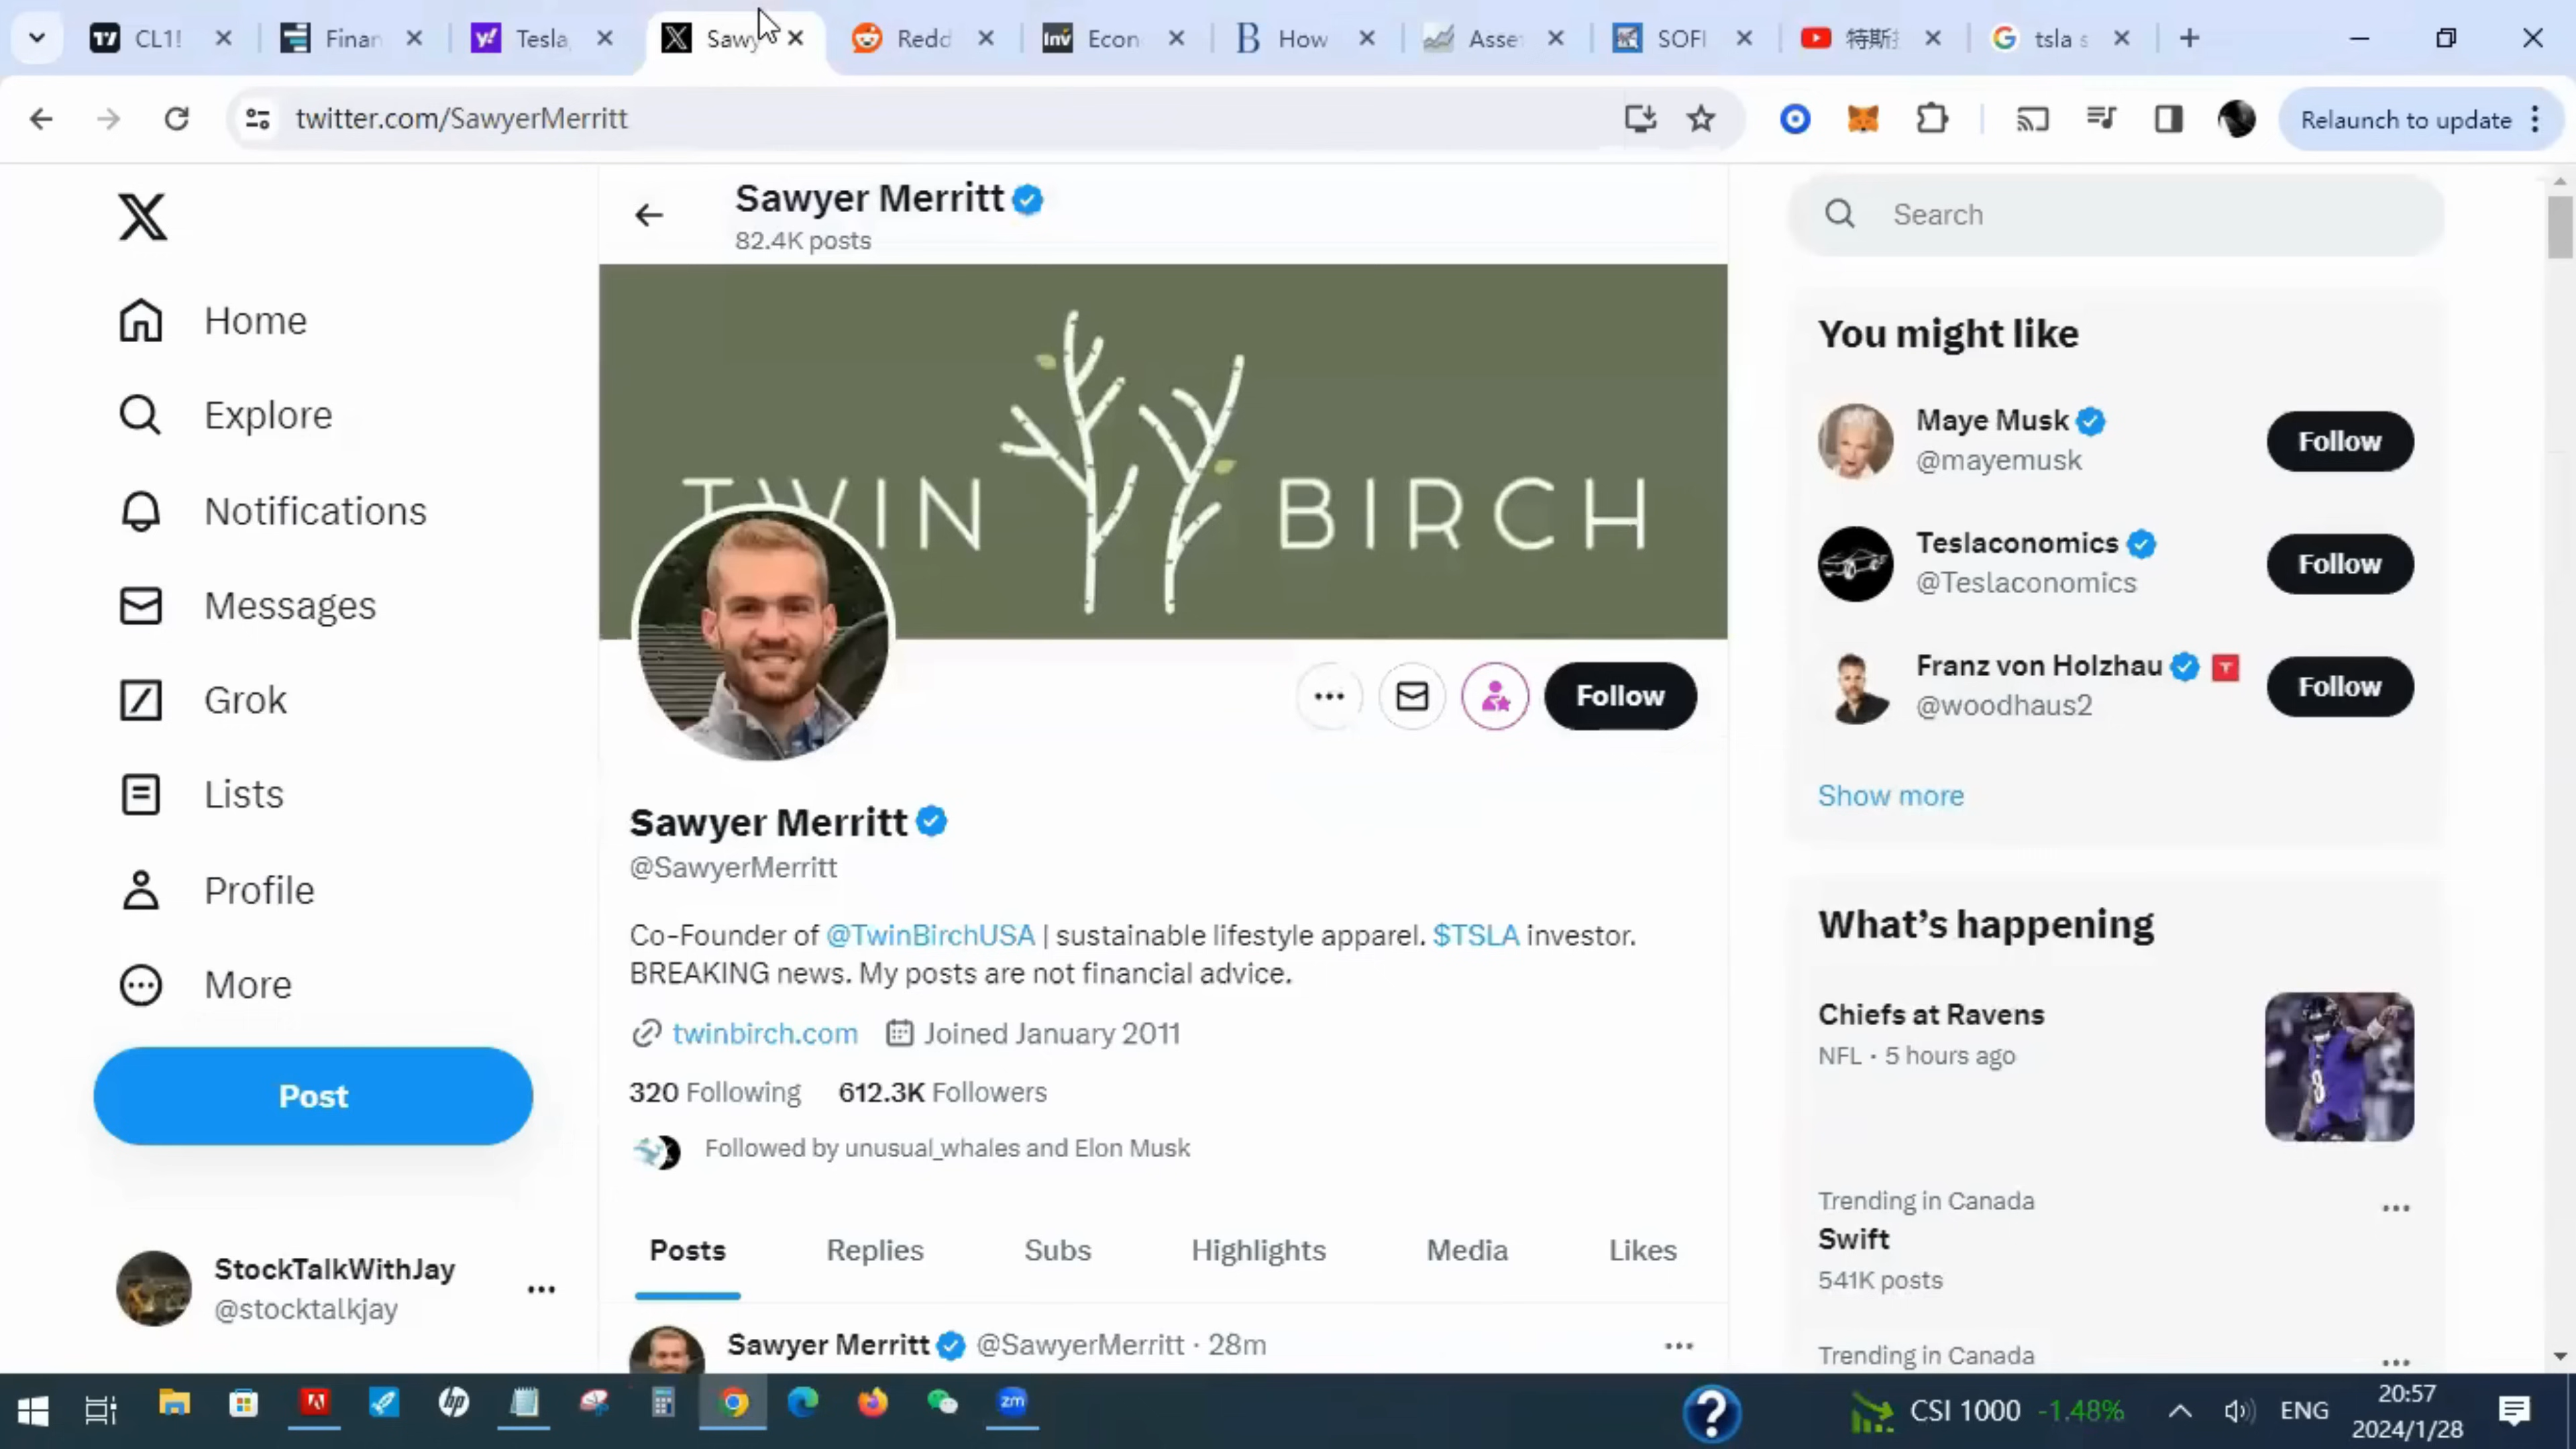 CL1!
Finan
Tesla
Sawy
Redd
Econ
How
Asse
SOFI
特斯
tsla s
twitter.com/SawyerMerritt
Relaunch to update
Sawyer Merritt
82.4K posts
Search
Home
Explore
Notifications
Messages
Grok
Lists
Profile
More
Post
StockTalkWithJay
@stocktalkjay
TWIN BIRCH
Follow
Sawyer Merritt
@SawyerMerritt
Co-Founder of @TwinBirchUSA | sustainable lifestyle apparel. $TSLA investor.
BREAKING news. My posts are not financial advice.
twinbirch.com Joined January 2011
320 Following 612.3K Followers
Followed by unusual_whales and Elon Musk
Posts Replies Subs Highlights Media Likes
Sawyer Merritt @SawyerMerritt · 28m
You might like
Maye Musk
@mayemusk
Follow
Teslaconomics
@Teslaconomics
Follow
Franz von Holzhau
@woodhaus2
Follow
Show more
What's happening
Chiefs at Ravens
NFL · 5 hours ago
Trending in Canada
Swift
541K posts
Trending in Canada
CSI 1000 -1.48%
ENG
20:57
2024/1/28